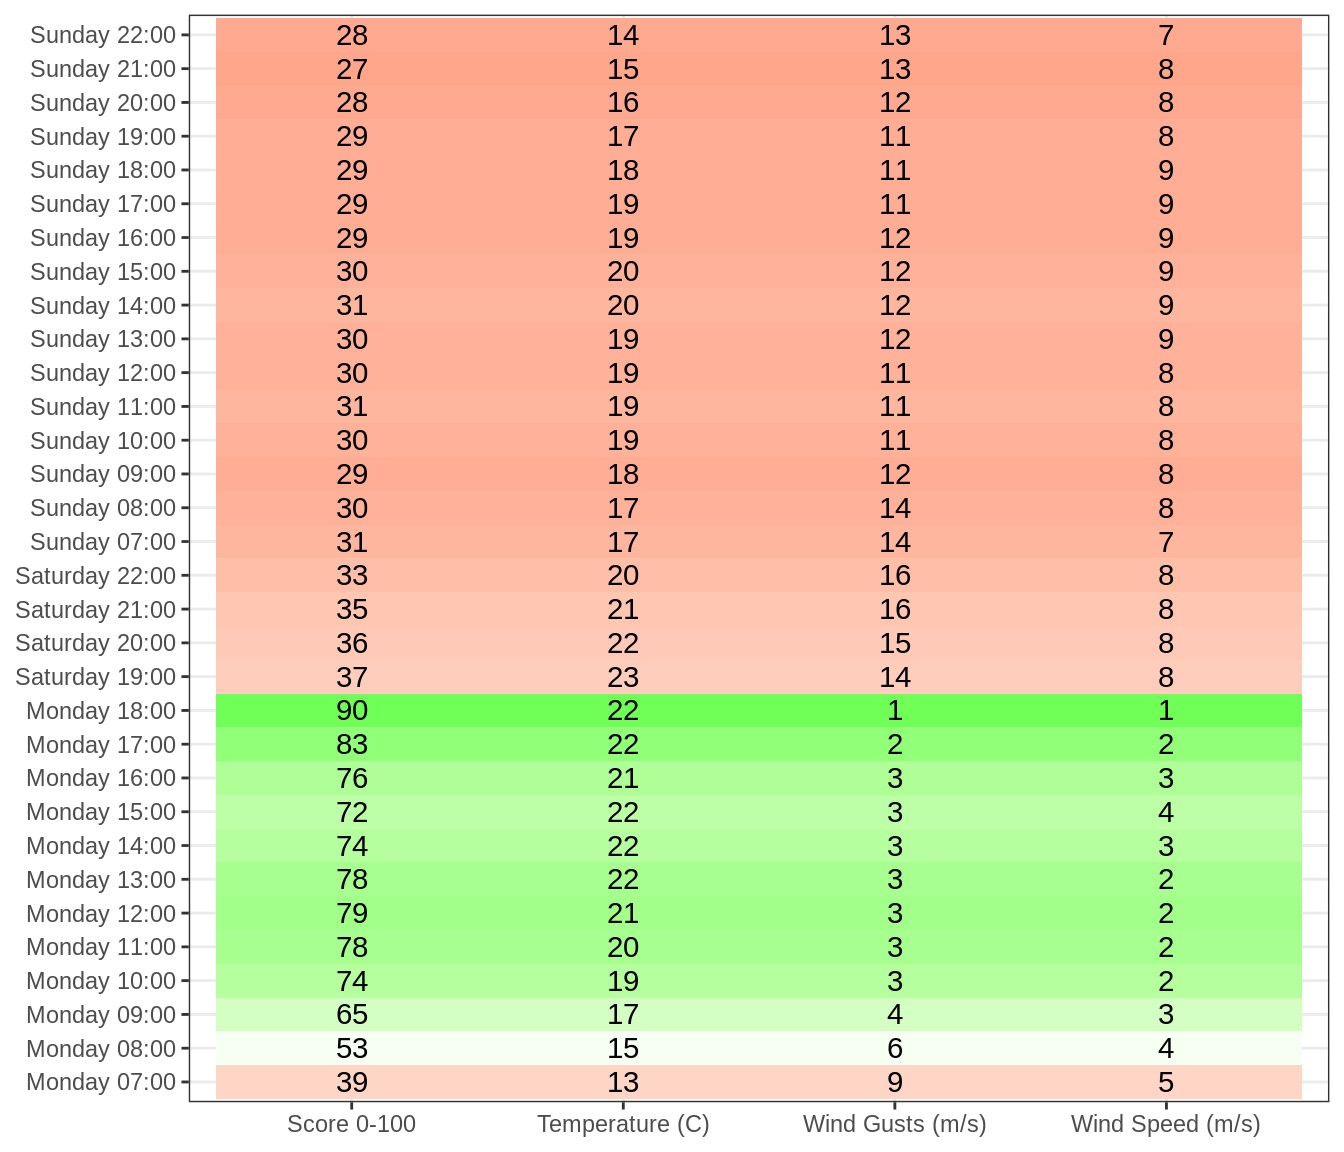 Sunday 22:00 28 14 13 7
Sunday 21:00 27 15 13 8
Sunday 20:00 28 16 12 8
Sunday 19:00 29 17 11 8
Sunday 18:00 29 18 11 9
Sunday 17:00 29 19 11 9
Sunday 16:00 29 19 12 9
Sunday 15:00 30 20 12 9
Sunday 14:00 31 20 12 9
Sunday 13:00 30 19 12 9
Sunday 12:00 30 19 11 8
Sunday 11:00 31 19 11 8
Sunday 10:00 30 19 11 8
Sunday 09:00 29 18 12 8
Sunday 08:00 30 17 14 8
Sunday 07:00 31 17 14 7
Saturday 22:00 33 20 16 8
Saturday 21:00 35 21 16 8
Saturday 20:00 36 22 15 8
Saturday 19:00 37 23 14 8
Monday 18:00 90 22 1 1
Monday 17:00 83 22 2 2
Monday 16:00 76 21 3 3
Monday 15:00 72 22 3 4
Monday 14:00 74 22 3 3
Monday 13:00 78 22 3 2
Monday 12:00 79 21 3 2
Monday 11:00 78 20 3 2
Monday 10:00 74 19 3 2
Monday 09:00 65 17 4 3
Monday 08:00 53 15 6 4
Monday 07:00 39 13 9 5
Score 0-100 Temperature (C) Wind Gusts (m/s) Wind Speed (m/s)